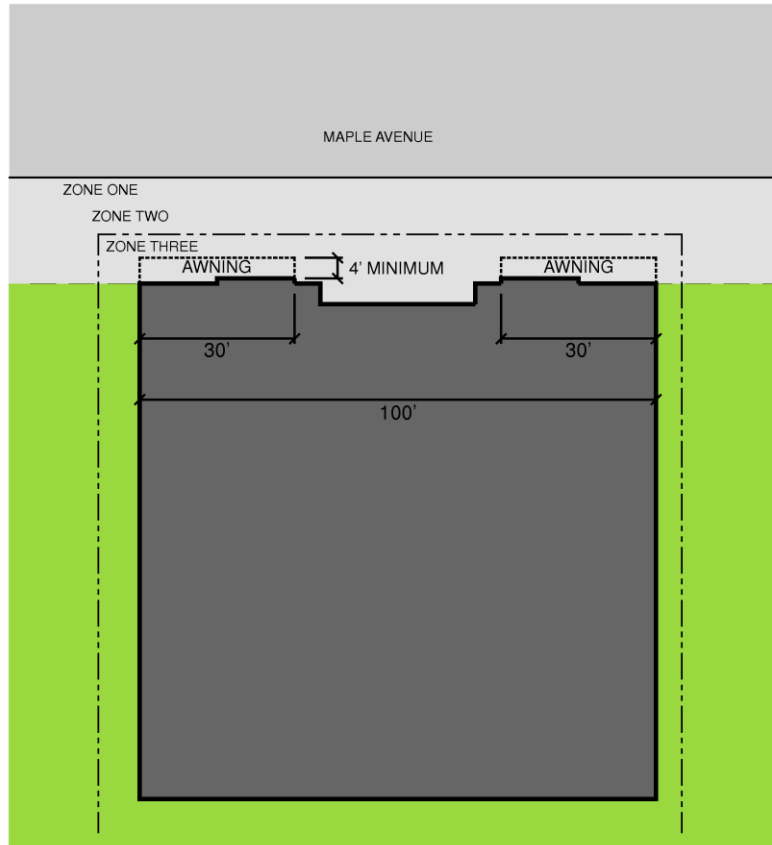 MAPLE AVENUE
ZONE ONE
ZONE TWO
ZONE THREE
AWNING
4' MINIMUM
AWNING
30'
30'
100'